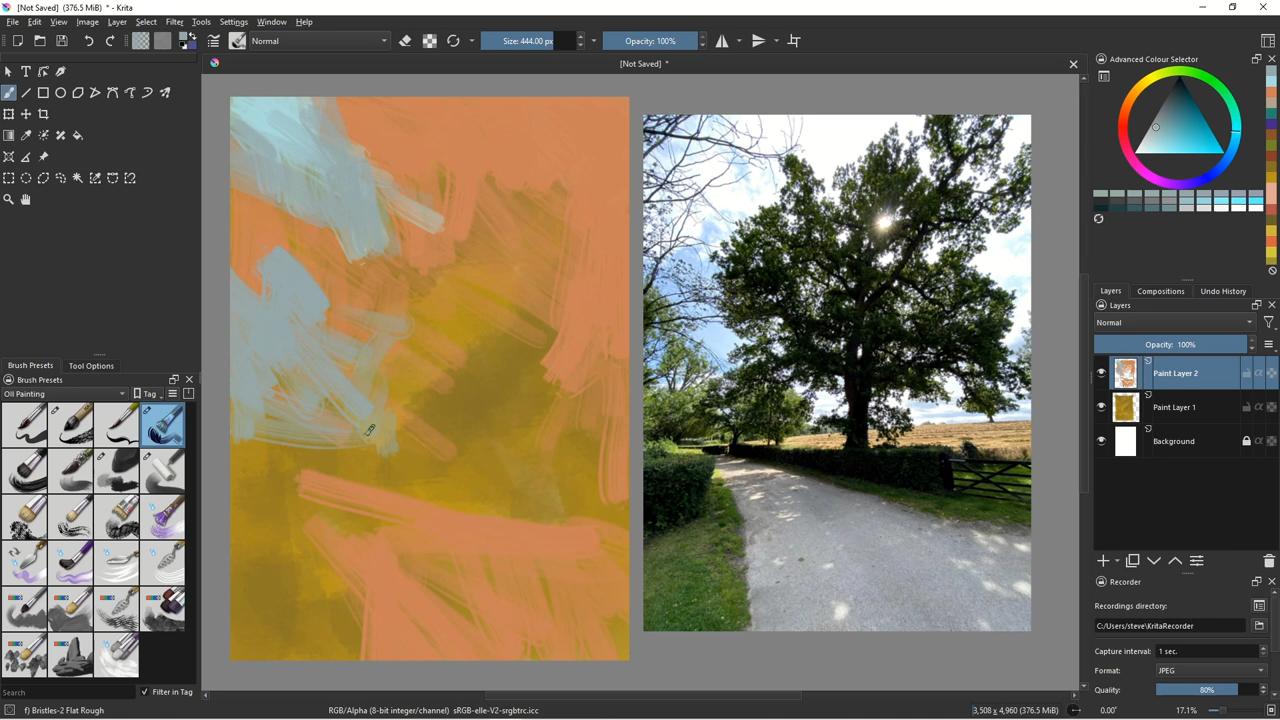 [Not Saved]  (376.5 MiB)  * - Krita
File Edit View Image Layer Select Filter Tools Settings Window Help
Normal Size: 444.00 px Opacity: 100%
[Not Saved]  *
Advanced Colour Selector
Layers Compositions Undo History
Layers
Normal
Opacity:  100%
Paint Layer 2
Paint Layer 1
Background
Brush Presets Tool Options
Brush Presets
Oil Painting Tag
Recorder
Recordings directory:
C:/Users/steve/KritaRecorder
Capture interval: 1 sec.
Format: JPEG
Quality: 80%
Search Filter in Tag
f) Bristles-2 Flat Rough RGB/Alpha (8-bit integer/channel)  sRGB-elle-V2-srgbtrc.icc 3,508 x 4,960 (376.5 MiB) 0.00° 17.1%